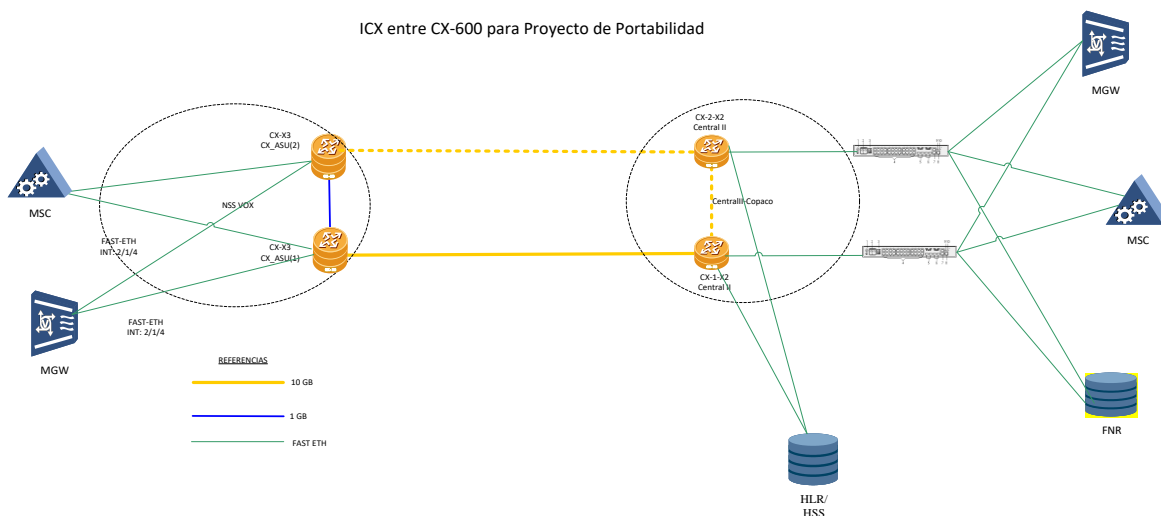 ICX entre CX-600 para Proyecto de Portabilidad
MGW
CX-X3
CX_ASU(2)
CX-2-X2
Central II
MSC
NSS VOX
CentralII-Copaco
MSC
FAST-ETH
INT: 2/1/4
CX-X3
CX_ASU(1)
CX-1-X2
Central II
FAST-ETH
INT: 2/1/4
MGW
REFERENCIAS
10 GB
1 GB
FAST ETH
FNR
HLR/
HSS